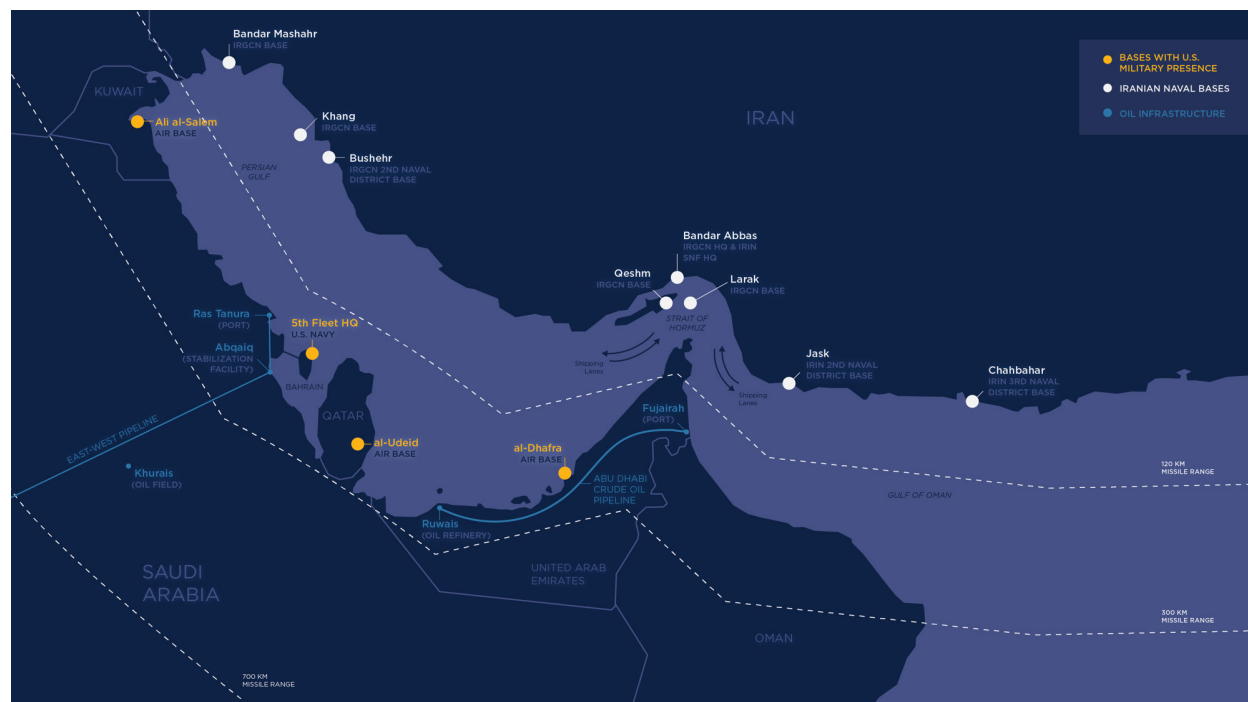 Bandar Mashahr
IRGCN BASE
KUWAIT
Ali al-Salem
AIR BASE
Khang
IRGCN BASE
Bushehr
IRGCN 2ND NAVAL
DISTRICT BASE
PERSIAN
GULF
IRAN
BASES WITH U.S.
MILITARY PRESENCE
IRANIAN NAVAL BASES
OIL INFRASTRUCTURE
Bandar Abbas
IRGCN HQ & IRIN
SNF HQ
Qeshm
IRGCN BASE
Larak
IRGCN BASE
STRAIT OF
HORMUZ
Shipping
Lanes
Shipping
Lanes
Jask
IRIN 2ND NAVAL
DISTRICT BASE
Chahbahar
IRIN 3RD NAVAL
DISTRICT BASE
Ras Tanura
(PORT)
5th Fleet HQ
U.S. NAVY
Abqaiq
(STABILIZATION
FACILITY)
BAHRAIN
QATAR
EAST-WEST PIPELINE
Khurais
(OIL FIELD)
al-Udeid
AIR BASE
al-Dhafra
AIR BASE
Fujairah
(PORT)
ABU DHABI
CRUDE OIL
PIPELINE
Ruwais
(OIL REFINERY)
120 KM
MISSILE RANGE
GULF OF OMAN
SAUDI
ARABIA
UNITED ARAB
EMIRATES
OMAN
300 KM
MISSILE RANGE
700 KM
MISSILE RANGE